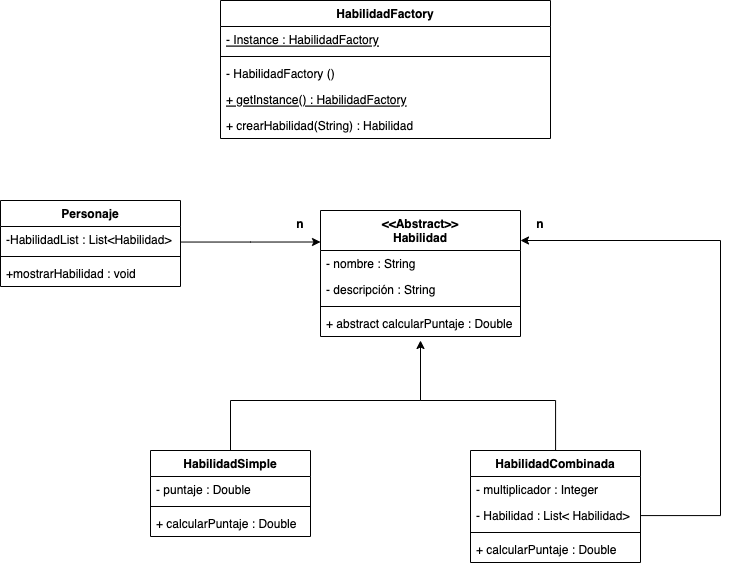 HabilidadFactory
- Instance : HabilidadFactory
- HabilidadFactory ()
+ getInstance() : HabilidadFactory
+ crearHabilidad(String) : Habilidad
Personaje
-HabilidadList : List<Habilidad>
+mostrarHabilidad : void
n
<<Abstract>>
Habilidad
- nombre : String
- descripción : String
+ abstract calcularPuntaje : Double
n
HabilidadSimple
- puntaje : Double
+ calcularPuntaje : Double
HabilidadCombinada
- multiplicador : Integer
- Habilidad : List< Habilidad>
+ calcularPuntaje : Double